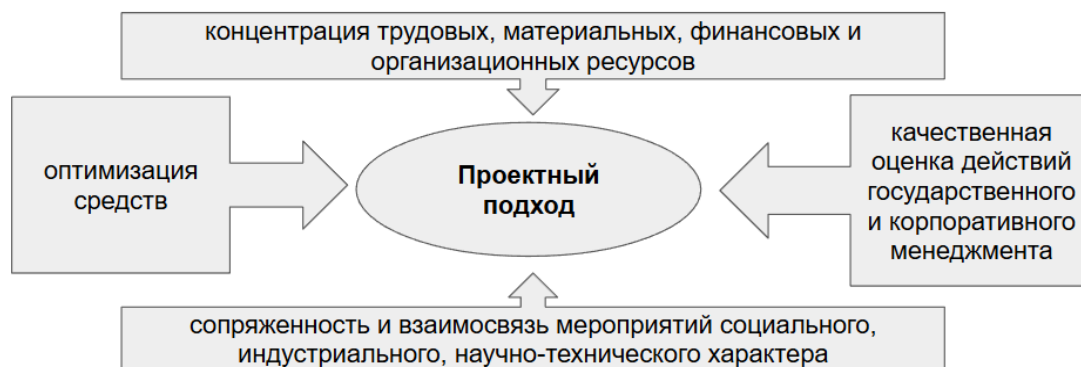 концентрация трудовых, материальных, финансовых и
организационных ресурсов
оптимизация
средств
Проектный
подход
качественная
оценка действий
государственного
и корпоративного
менеджмента
сопряженность и взаимосвязь мероприятий социального,
индустриального, научно-технического характера